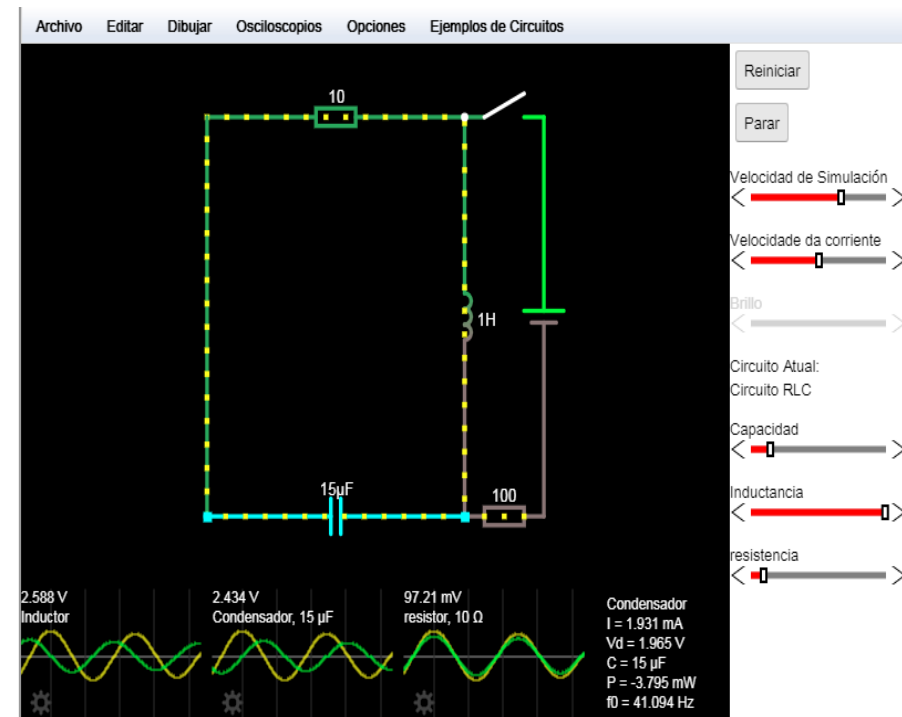 Archivo Editar Dibujar Osciloscopios Opciones Ejemplos de Circuitos
Reiniciar
Parar
Velocidad de Simulación
Velocidade da corriente
Brillo
Circuito Atual:
Circuito RLC
Capacidad
Inductancia
resistencia
10
1H
15µF
100
2.588 V
Inductor
2.434 V
Condensador, 15 µF
97.21 mV
resistor, 10 Ω
Condensador
I = 1.931 mA
Vd = 1.965 V
C = 15 µF
P = -3.795 mW
f0 = 41.094 Hz